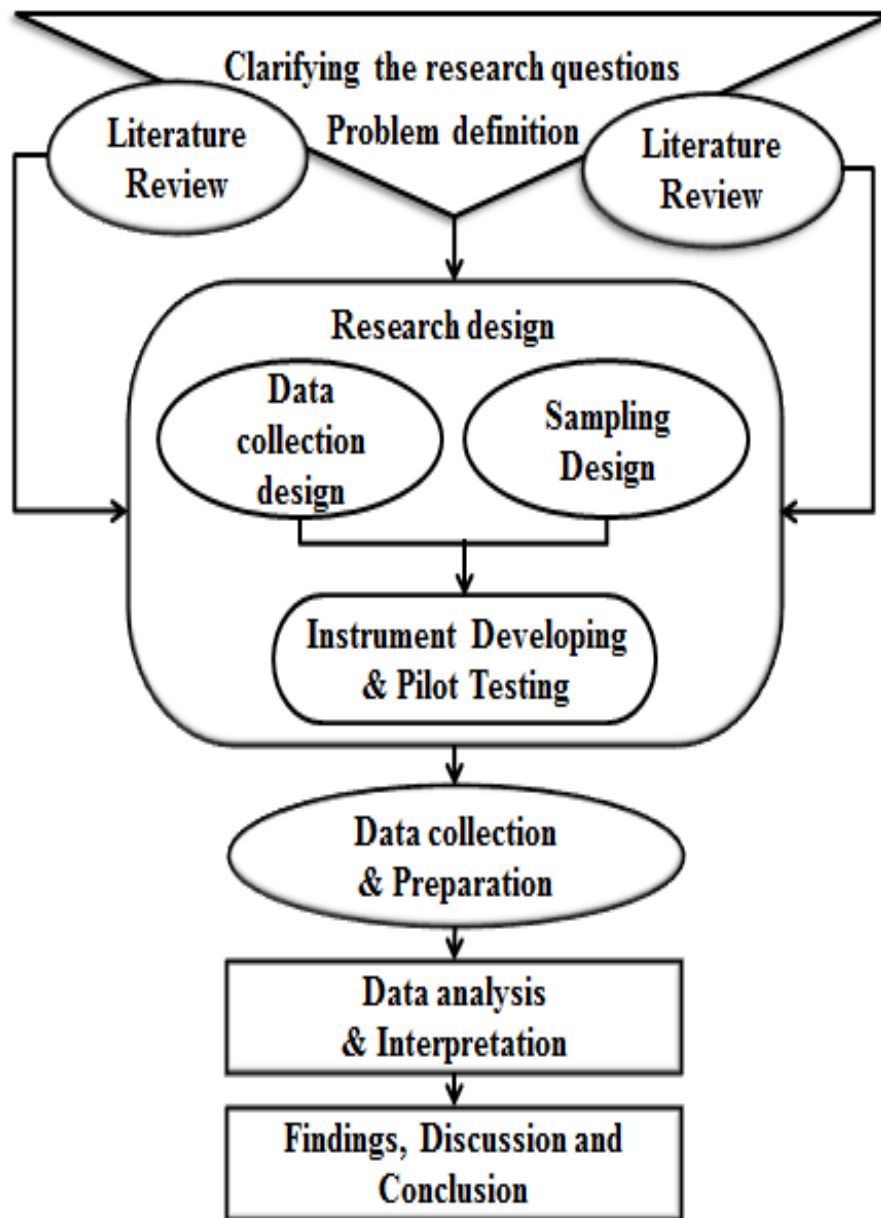 Clarifying the research questions
Problem definition
Literature
Review
Literature
Review
Research design
Data
collection
design
Sampling
Design
Instrument Developing
& Pilot Testing
Data collection
& Preparation
Data analysis
& Interpretation
Findings, Discussion and
Conclusion